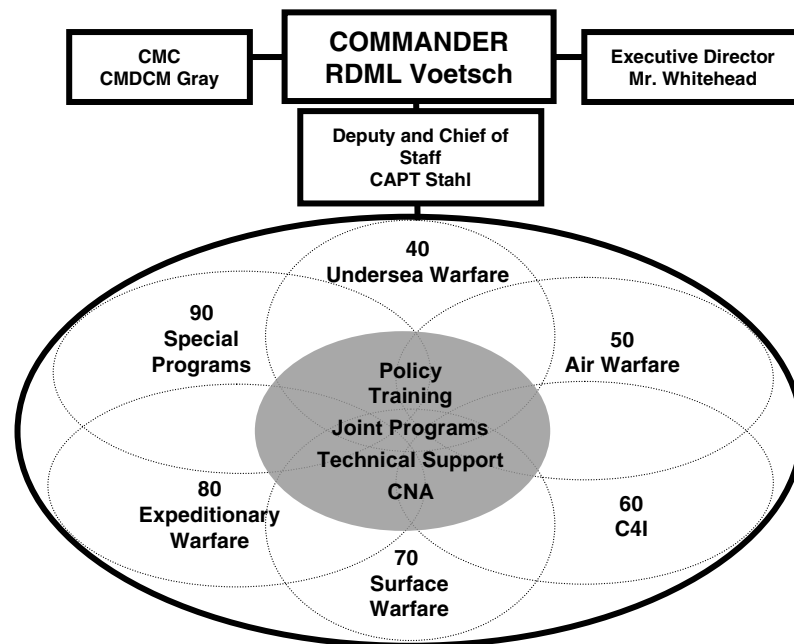 CMC
CMDCM Gray
COMMANDER
RDML Voetsch
Executive Director
Mr. Whitehead
Deputy and Chief of
Staff
CAPT Stahl
40
Undersea Warfare
90
Special
Programs
50
Air Warfare
Policy
Training
Joint Programs
Technical Support
CNA
80
Expeditionary
Warfare
60
C4I
70
Surface
Warfare